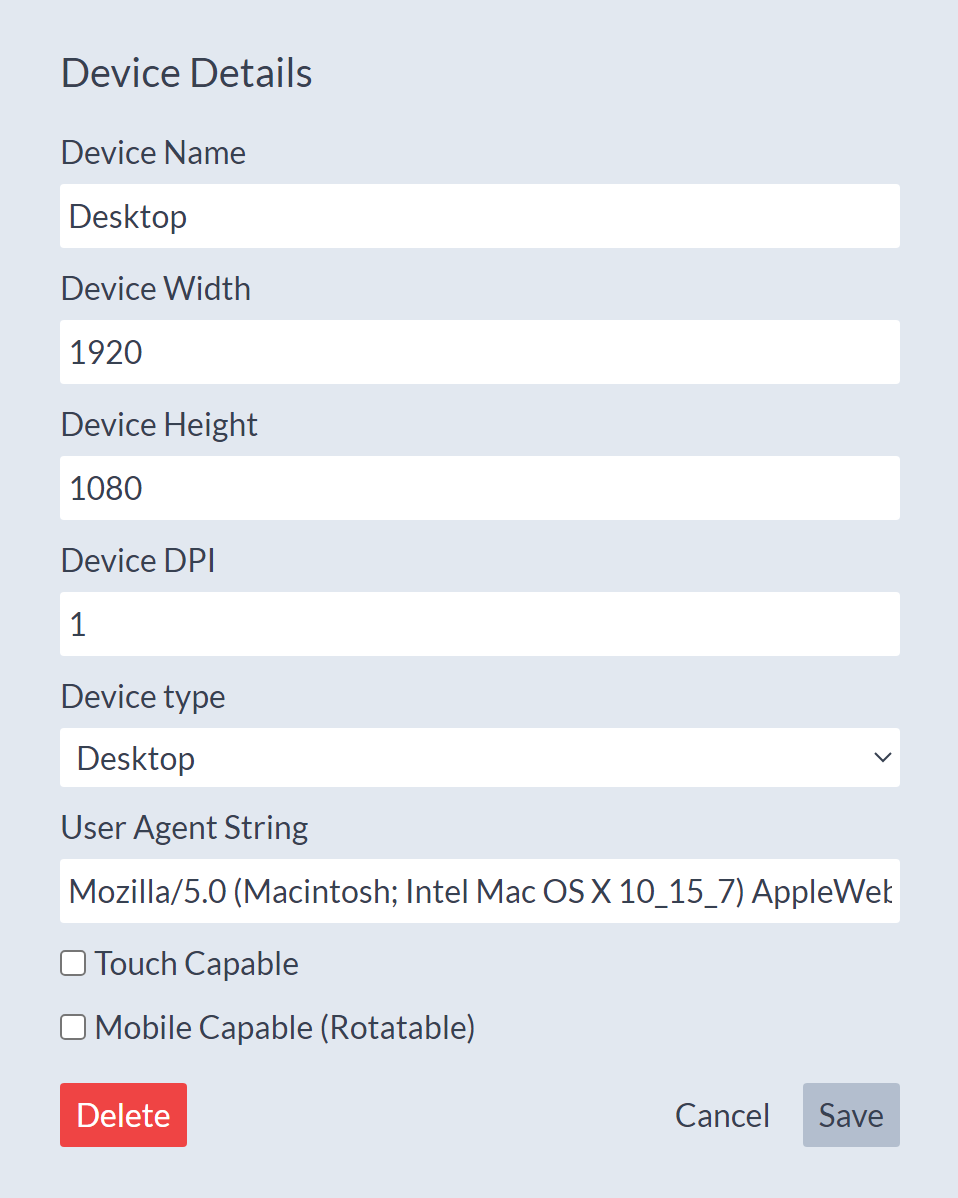 Device Details
Device Name
Desktop
Device Width
1920
Device Height
1080
Device DPI
1
Device type
Desktop
User Agent String
Mozilla/5.0 (Macintosh; Intel Mac OS X 10_15_7) AppleWeb
Touch Capable
Mobile Capable (Rotatable)
Delete Cancel Save